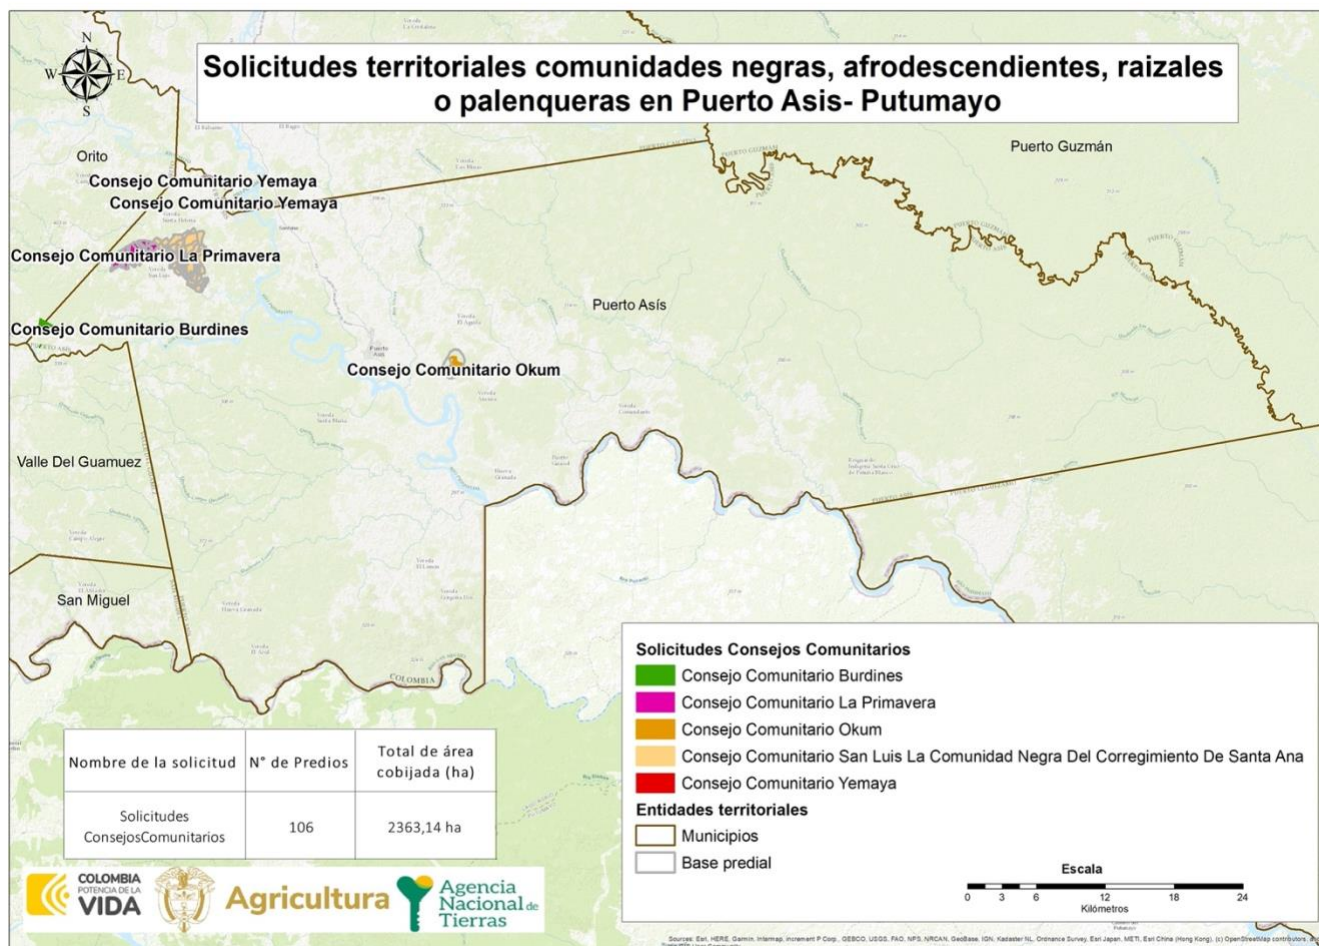 Solicitudes territoriales comunidades negras, afrodescendientes, raizales
o palenqueras en Puerto Asis- Putumayo
N
W E
S
Orito
Puerto Guzmán
Consejo Comunitario Yemaya
Consejo Comunitario Yemaya
Consejo Comunitario La Primavera
Puerto Asís
Consejo Comunitario Burdines
Consejo Comunitario Okum
Valle Del Guamuez
San Miguel
COLOMBIA
Solicitudes Consejos Comunitarios
Consejo Comunitario Burdines
Consejo Comunitario La Primavera
Consejo Comunitario Okum
Consejo Comunitario San Luis La Comunidad Negra Del Corregimiento De Santa Ana
Consejo Comunitario Yemaya
Entidades territoriales
Municipios
Base predial
Escala
0 3 6 12 18 24
Kilómetros
Nombre de la solicitud N° de Predios Total de área
cobijada (ha)
Solicitudes
ConsejosComunitarios 106 2363,14 ha
COLOMBIA
POTENCIA DE LA
VIDA
Agricultura
Agencia
Nacional de
Tierras